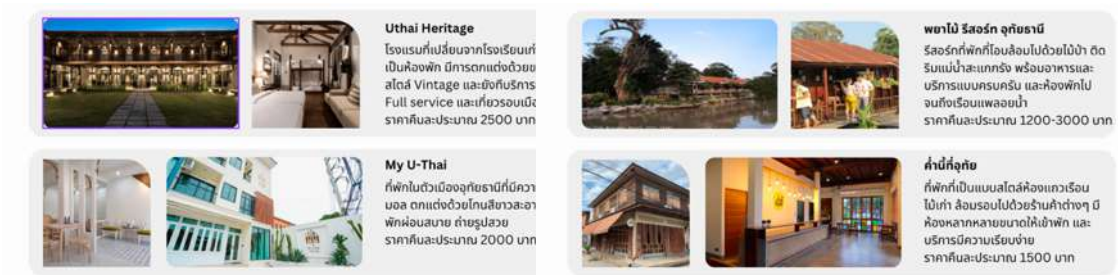 Uthai Heritage
โรงแรมที่เปลี่ยนจากโรงเรียนเก่
เป็นห้องพัก มีการตกแต่งด้วยข
สไตล์ Vintage และยังทีบริการ
Full service และเที่ยวรอบเมือ
ราคาคืนละประมาณ 2500 บาท
My U-Thai
ที่พักในตัวเมืองอุทัยธานีที่มีควา
มอล ตกแต่งด้วยโทนสีขาวสะอา
พักผ่อนสบาย ถ่ายรูปสวย
ราคาคืนละประมาณ 2000 บาท
พยาไม้ รีสอร์ท อุทัยธานี
รีสอร์ทที่พักที่โอบล้อมไปด้วยไม้ป่า ติด
ริมแม่น้ำสะแกกรัง พร้อมอาหารและ
บริการแบบครบครัน และห้องพักไป
จนถึงเรือนแพลอยน้ำ
ราคาคืนละประมาณ 1200-3000 บาท
ค่ำนี้ที่อุทัย
ที่พักที่เป็นแบบสไตล์ห้องแถวเรือน
ไม้เก่า ล้อมรอบไปด้วยร้านค้าต่างๆ มี
ห้องหลากหลายขนาดให้เข้าพัก และ
บริการมีความเรียบง่าย
ราคาคืนละประมาณ 1500 บาท